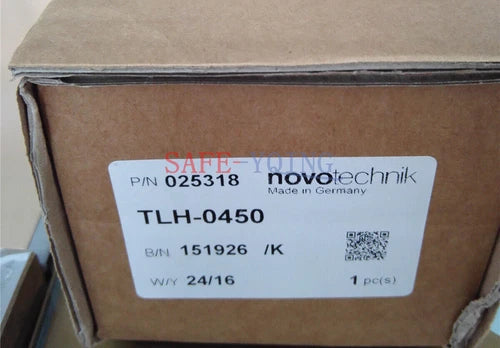 SAFE-YQING
P/N 025318 novotechnik
Made in Germany
TLH-0450
B/N 151926 /K
W/Y 24/16 1 pc(s)